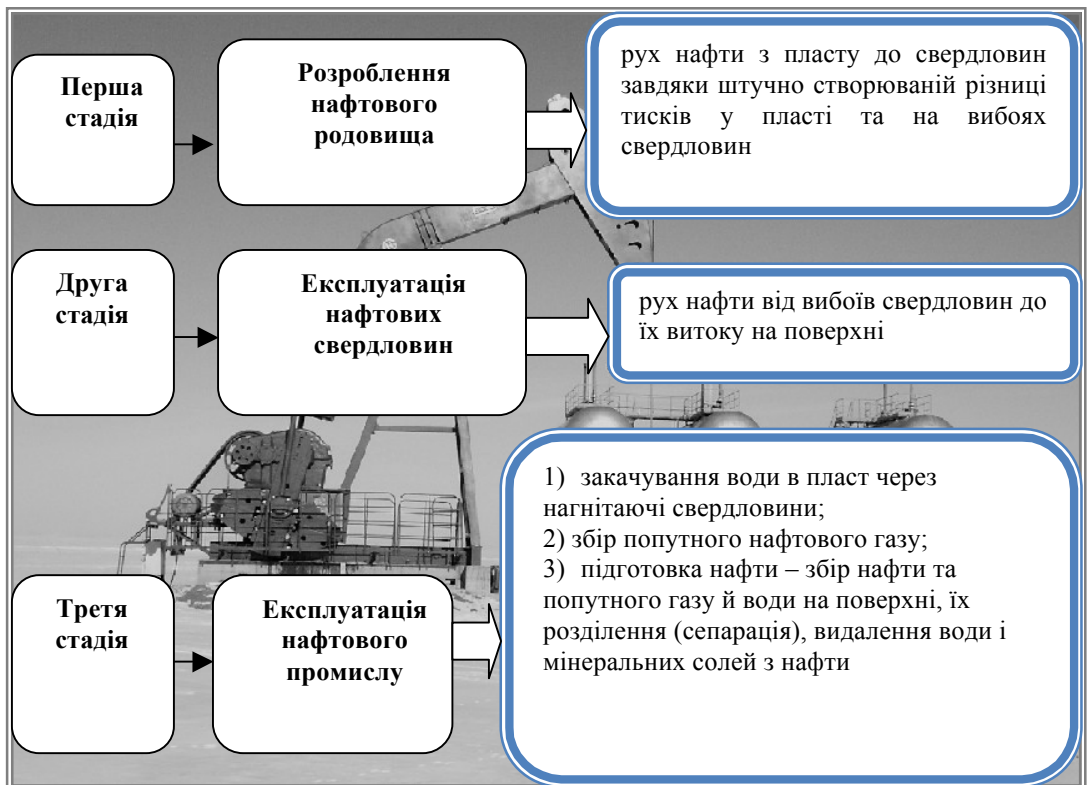 Перша
стадія
Розроблення
нафтового
родовища
рух нафти з пласту до свердловин
завдяки штучно створюваній різниці
тисків у пласті та на вибоях
свердловин
Друга
стадія
Експлуатація
нафтових
свердловин
рух нафти від вибоїв свердловин до
їх витоку на поверхні
Третя
стадія
Експлуатація
нафтового
промислу
1) закачування води в пласт через
нагнітаючі свердловини;
2) збір попутного нафтового газу;
3) підготовка нафти – збір нафти та
попутного газу й води на поверхні, їх
розділення (сепарація), видалення води і
мінеральних солей з нафти